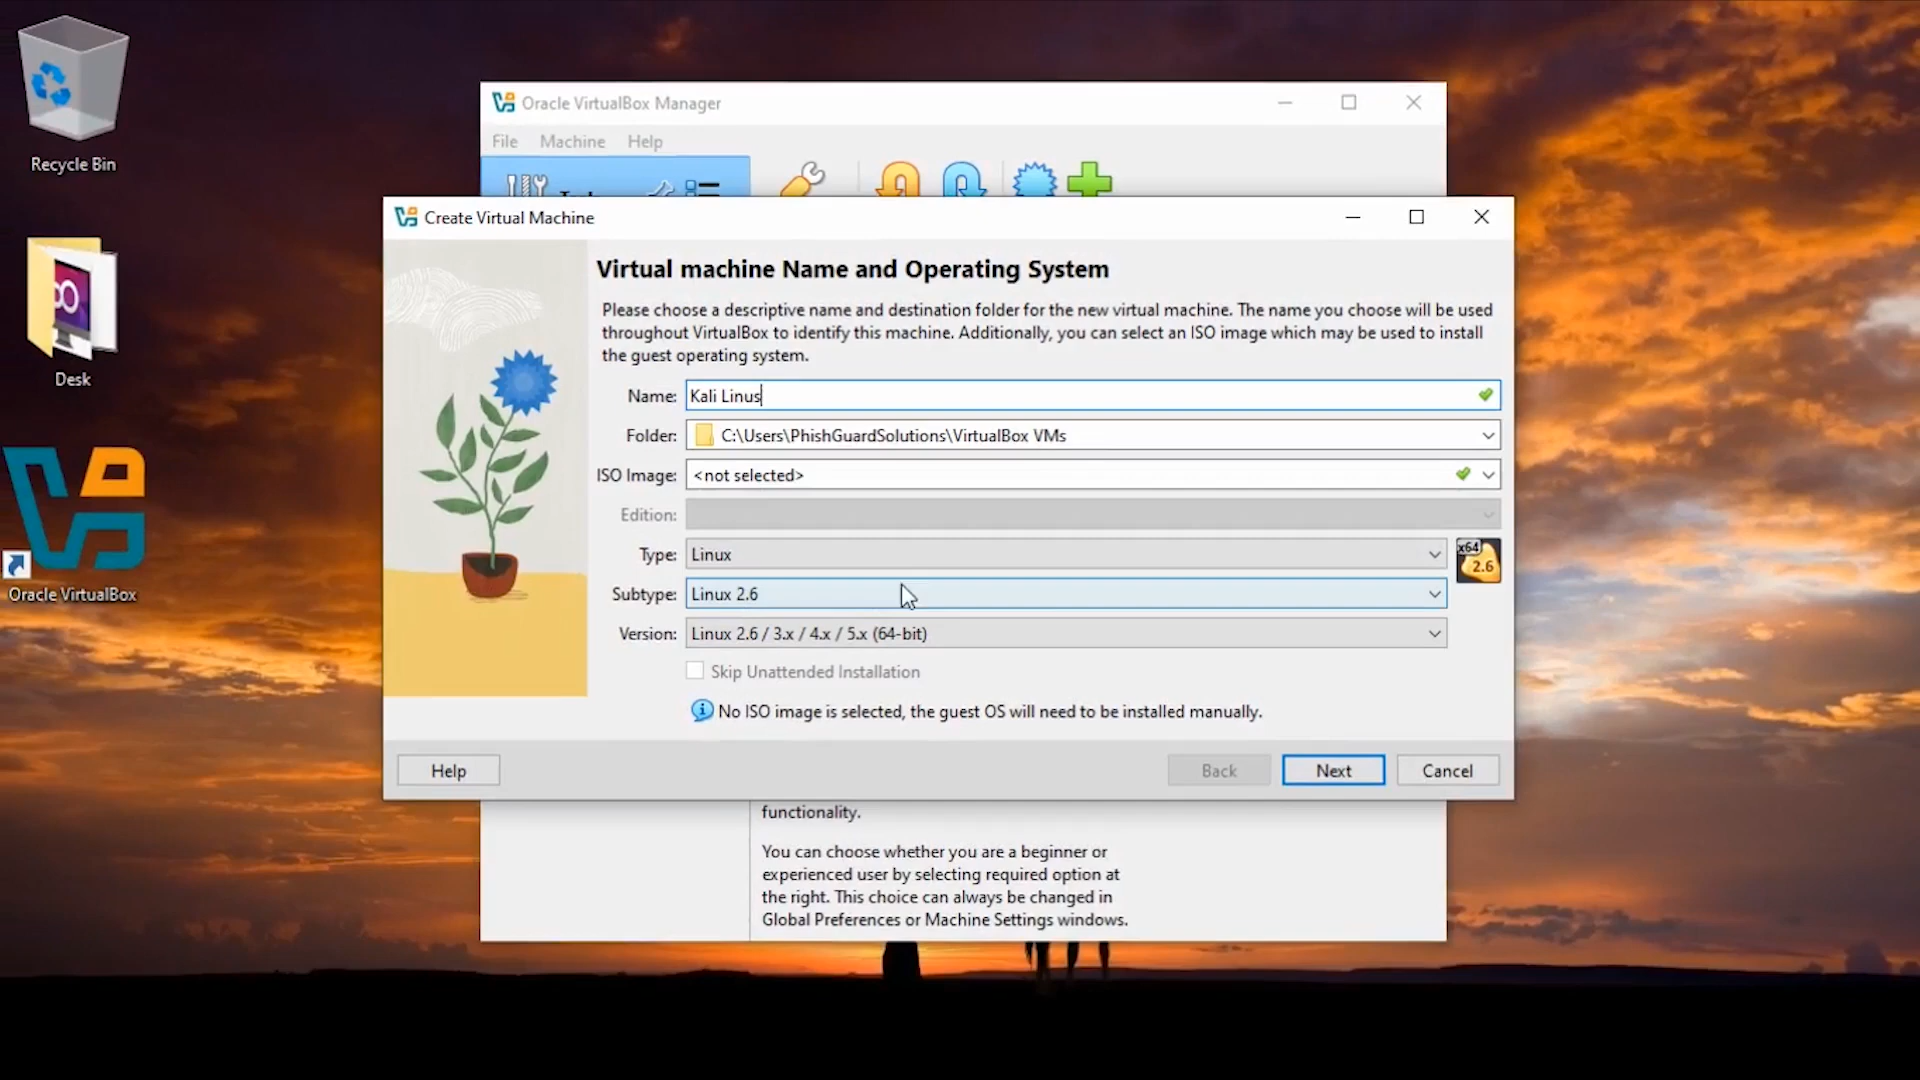 Recycle Bin
Desk
Oracle VirtualBox
Oracle VirtualBox Manager
File Machine Help
Create Virtual Machine
Virtual machine Name and Operating System
Please choose a descriptive name and destination folder for the new virtual machine. The name you choose will be used
throughout VirtualBox to identify this machine. Additionally, you can select an ISO image which may be used to install
the guest operating system.
Name: Kali Linus
Folder: C:\Users\PhishGuardSolutions\VirtualBox VMs
ISO Image: <not selected>
Edition:
Type: Linux
x64
2.6
Subtype: Linux 2.6
Version: Linux 2.6 / 3.x / 4.x / 5.x (64-bit)
Skip Unattended Installation
No ISO image is selected, the guest OS will need to be installed manually.
Help Back Next Cancel
functionality.
You can choose whether you are a beginner or
experienced user by selecting required option at
the right. This choice can always be changed in
Global Preferences or Machine Settings windows.